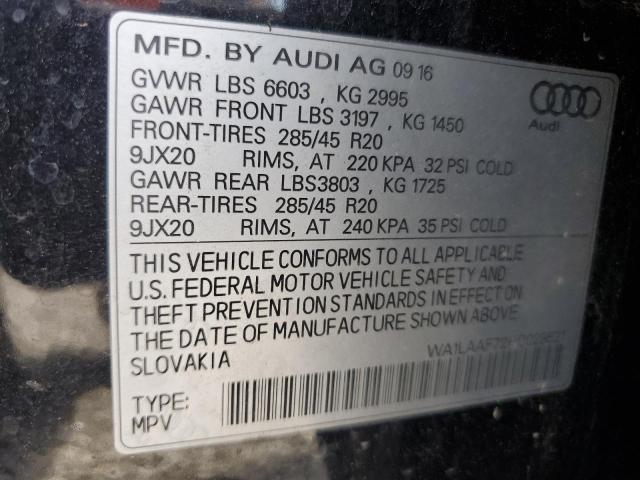 MFD. BY AUDI AG 09 16
GVWR LBS 6603 , KG 2995
GAWR FRONT LBS 3197 , KG 1450
FRONT-TIRES 285/45 R20
9JX20 RIMS, AT 220 KPA 32 PSI COLD
GAWR REAR LBS3803 , KG 1725
REAR-TIRES 285/45 R20
9JX20 RIMS, AT 240 KPA 35 PSI COLD
Audi
THIS VEHICLE CONFORMS TO ALL APPLICABLE
U.S. FEDERAL MOTOR VEHICLE SAFETY AND
THEFT PREVENTION STANDARDS IN EFFECT ON
THE DATE OF MANUFACTURE SHOWN ABOVE.
SLOVAKIA
TYPE:
MPV